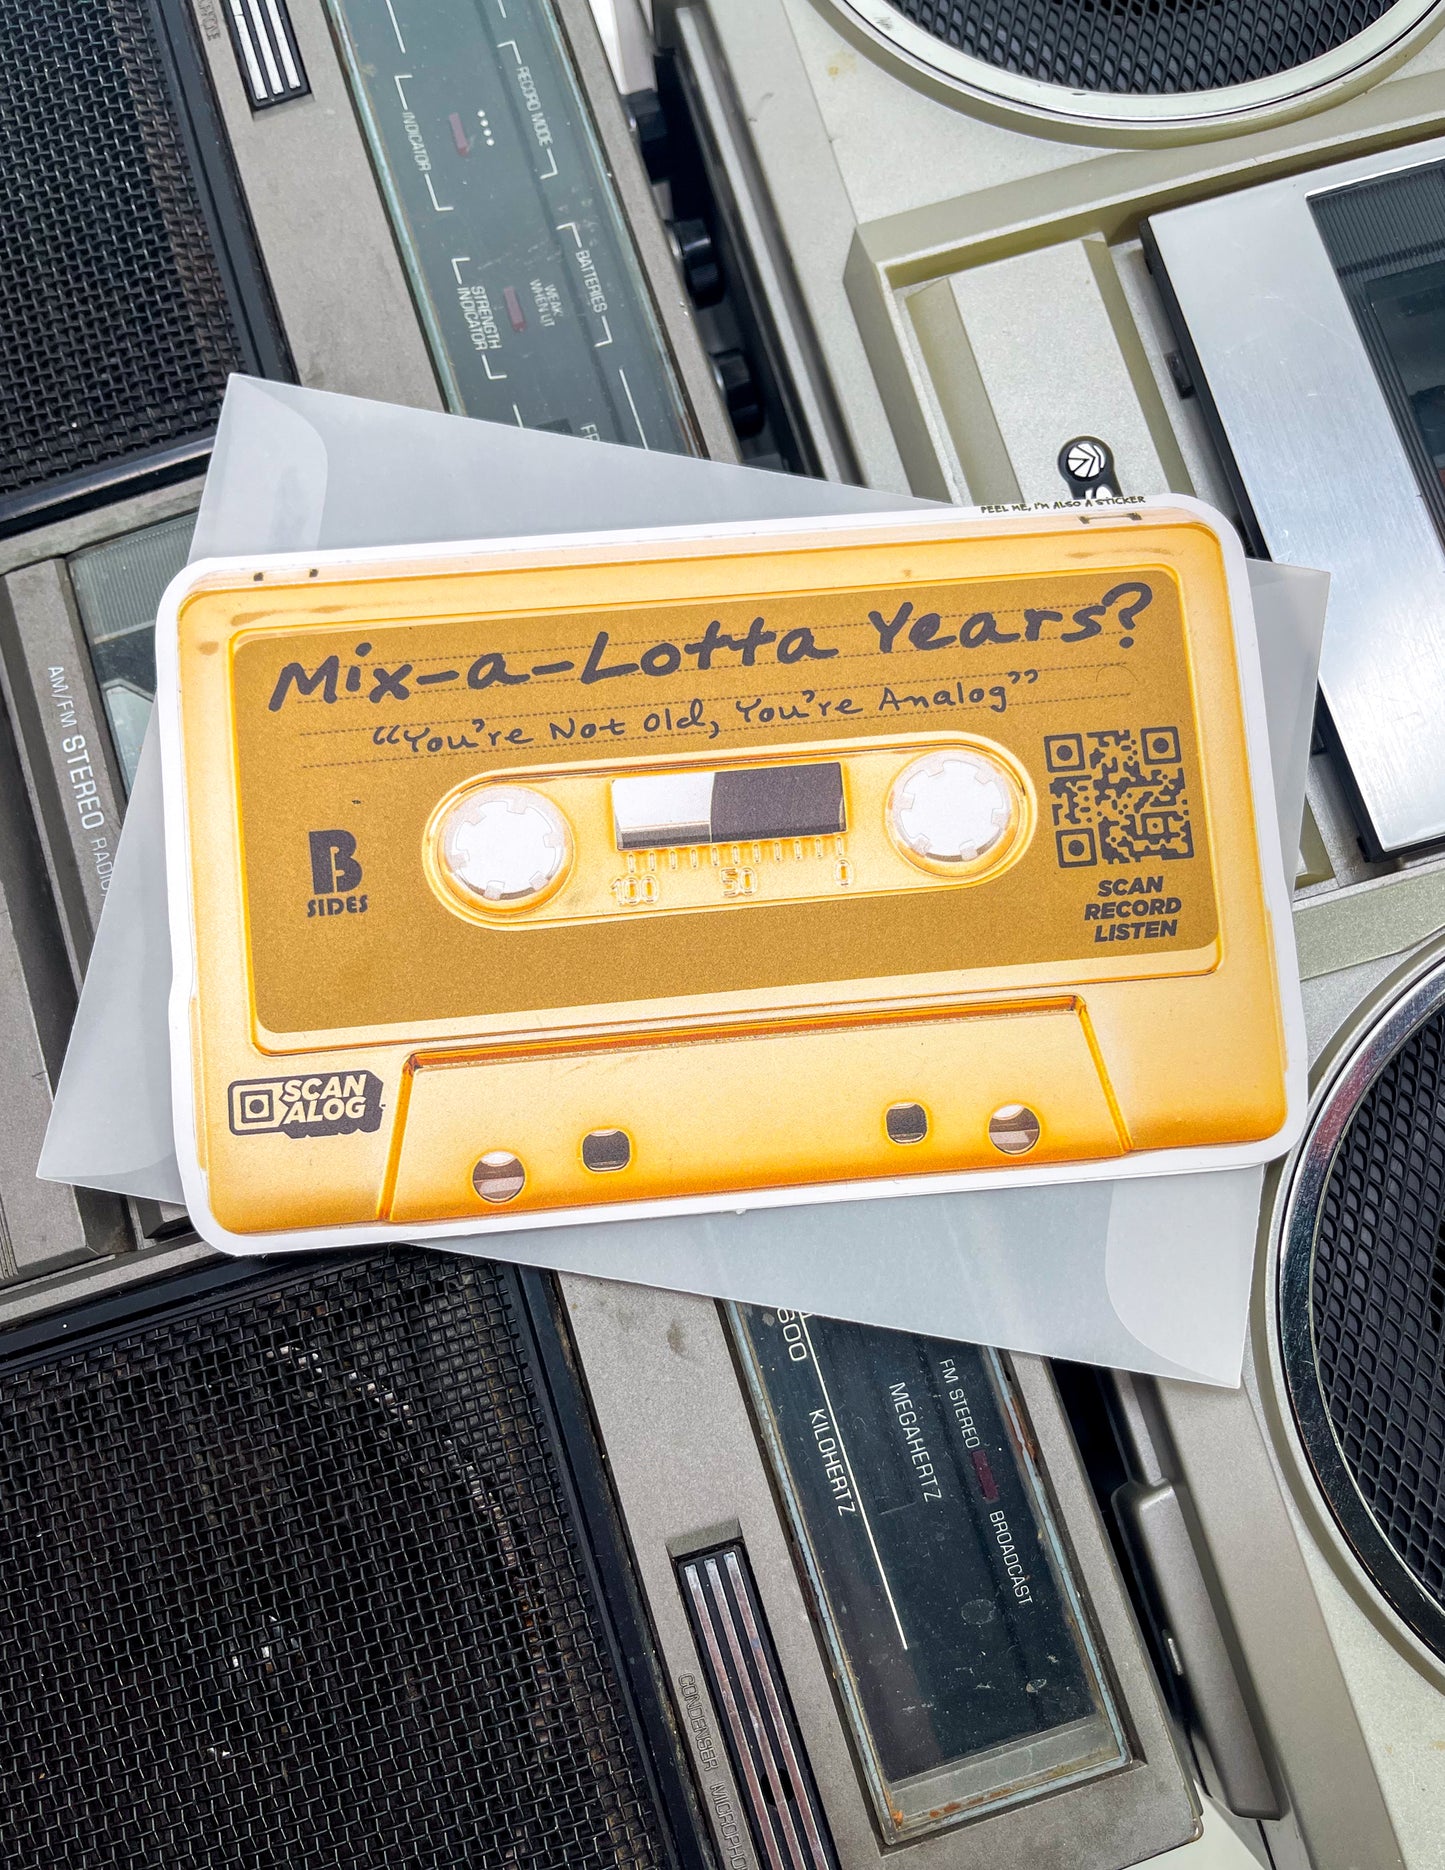 RECORD MODE
INDICATOR
BATTERIES
WEAK
WHEN LIT
STRENGTH
INDICATOR
PEEL ME, I'M ALSO A STICKER
Mix-a-Lotta Years?
“You're Not Old, You're Analog”
B
SIDES
100 50 0
SCAN
RECORD
LISTEN
SCAN
ALOG
AM/FM STEREO
600
KILOHERTZ
MEGAHERTZ
FM STEREO
BROADCAST
CONDENSER